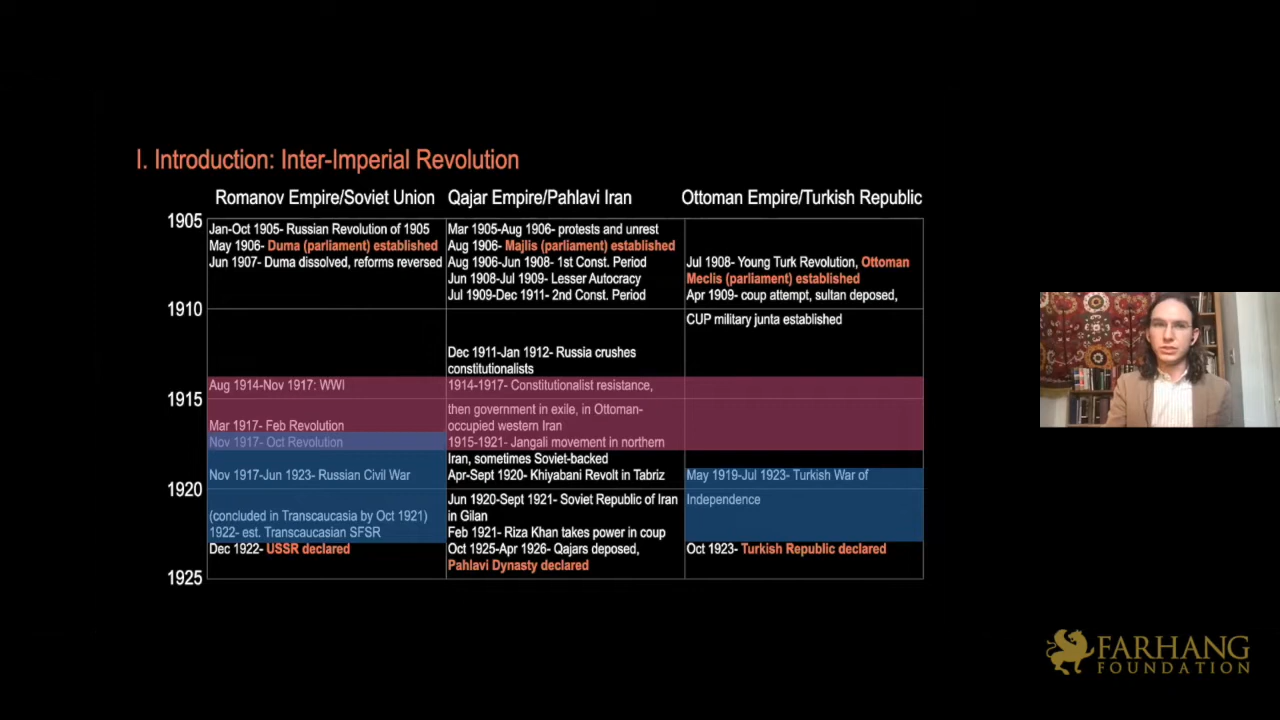 I. Introduction: Inter-Imperial Revolution
Romanov Empire/Soviet Union
Qajar Empire/Pahlavi Iran
Ottoman Empire/Turkish Republic
1905
1910
1915
1920
1925
Jan-Oct 1905- Russian Revolution of 1905
May 1906- Duma (parliament) established
Jun 1907- Duma dissolved, reforms reversed
Aug 1914-Nov 1917: WWI
Mar 1917- Feb Revolution
Nov 1917- Oct Revolution
Nov 1917-Jun 1923- Russian Civil War
(concluded in Transcaucasia by Oct 1921)
1922- est. Transcaucasian SFSR
Dec 1922- USSR declared
Mar 1905-Aug 1906- protests and unrest
Aug 1906- Majlis (parliament) established
Aug 1906-Jun 1908- 1st Const. Period
Jun 1908-Jul 1909- Lesser Autocracy
Jul 1909-Dec 1911- 2nd Const. Period
Dec 1911-Jan 1912- Russia crushes
constitutionalists
1914-1917- Constitutionalist resistance,
then government in exile, in Ottoman-
occupied western Iran
1915-1921- Jangali movement in northern
Iran, sometimes Soviet-backed
Apr-Sept 1920- Khiyabani Revolt in Tabriz
Jun 1920-Sept 1921- Soviet Republic of Iran
in Gilan
Feb 1921- Riza Khan takes power in coup
Oct 1925-Apr 1926- Qajars deposed,
Pahlavi Dynasty declared
Jul 1908- Young Turk Revolution, Ottoman
Meclis (parliament) established
Apr 1909- coup attempt, sultan deposed,
CUP military junta established
May 1919-Jul 1923- Turkish War of
Independence
Oct 1923- Turkish Republic declared
FARHANG
FOUNDATION